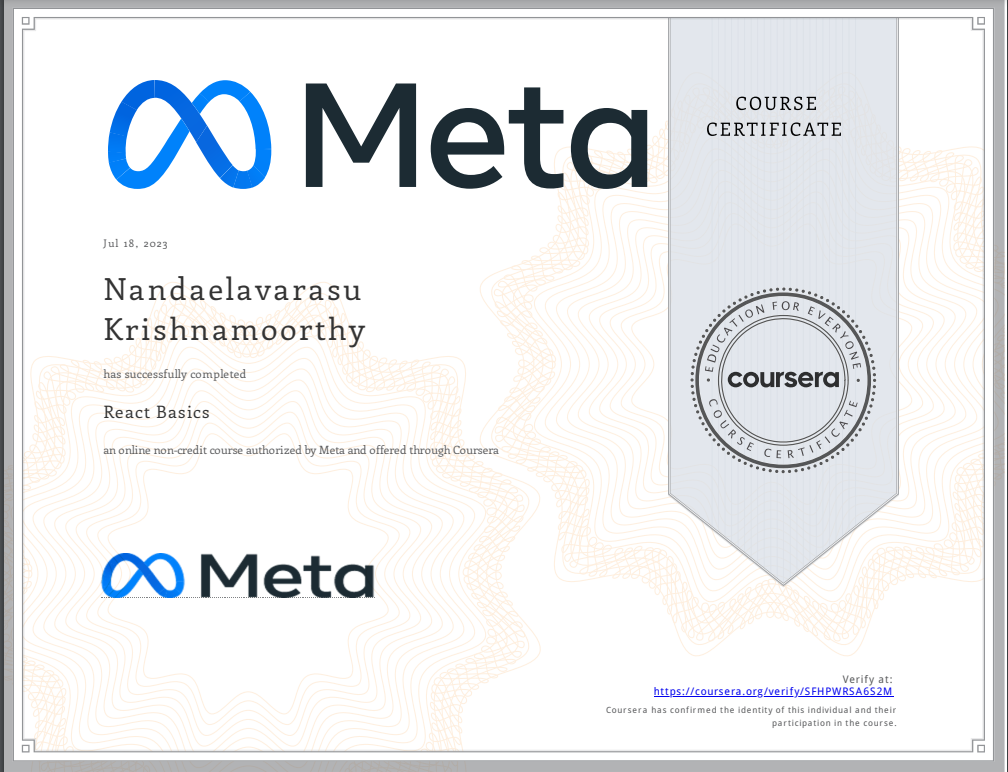 Meta
COURSE
CERTIFICATE
Jul 18, 2023
Nandaelavarasu
Krishnamoorthy
has successfully completed
React Basics
an online non-credit course authorized by Meta and offered through Coursera
EDUCATION FOR EVERYONE
coursera
COURSE CERTIFICATE
Meta
Verify at:
https://coursera.org/verify/SFHPWRSA6S2M
Coursera has confirmed the identity of this individual and their
participation in the course.